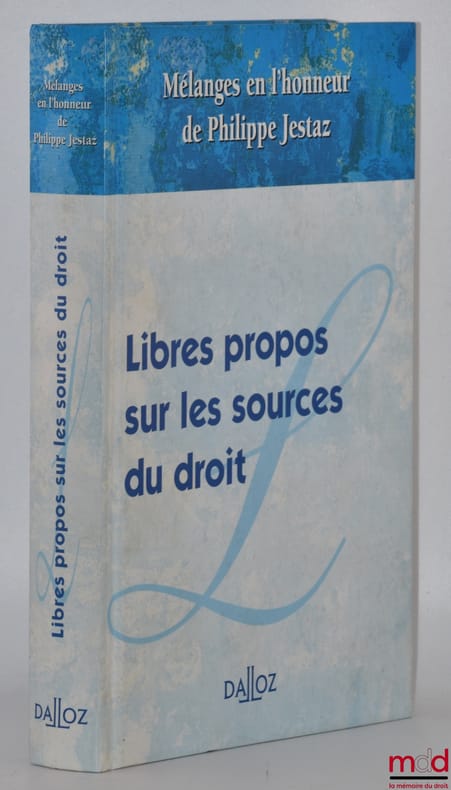 Mélanges
en l'honneur
de
Philippe Jestaz
Libres propos sur les sources du droit
DALLOZ
Mélanges en l'honneur
de Philippe Jestaz
Libres propos
sur les sources
du droit
L
DALLOZ
mdd
la mémoire du droit